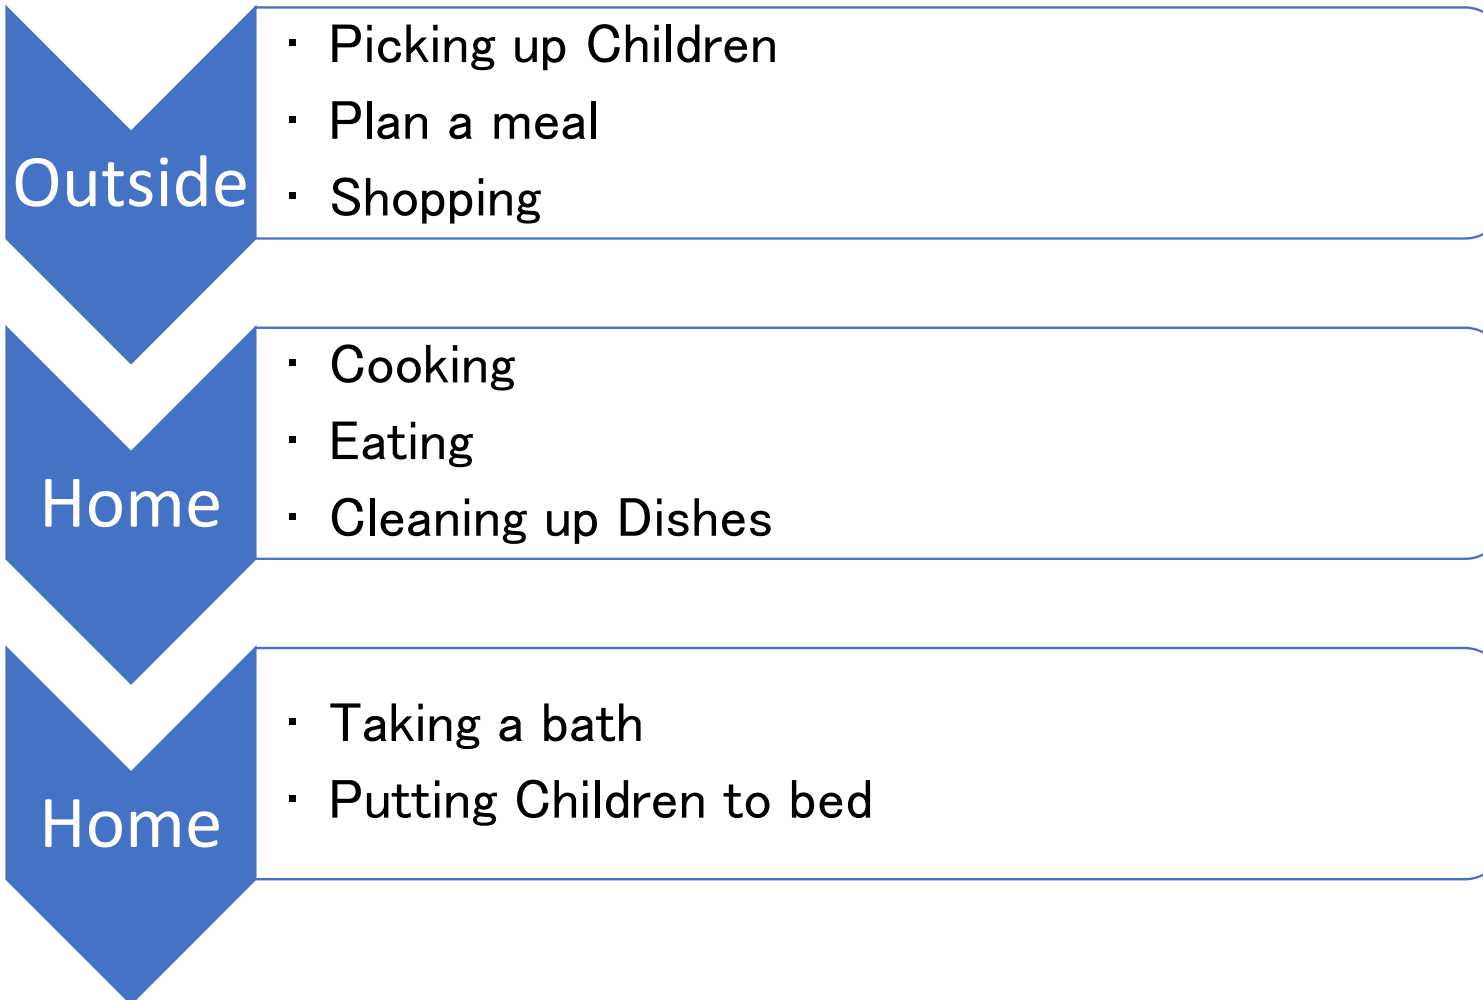 Outside
・ Picking up Children
・ Plan a meal
・ Shopping
Home
・ Cooking
・ Eating
・ Cleaning up Dishes
Home
・ Taking a bath
・ Putting Children to bed